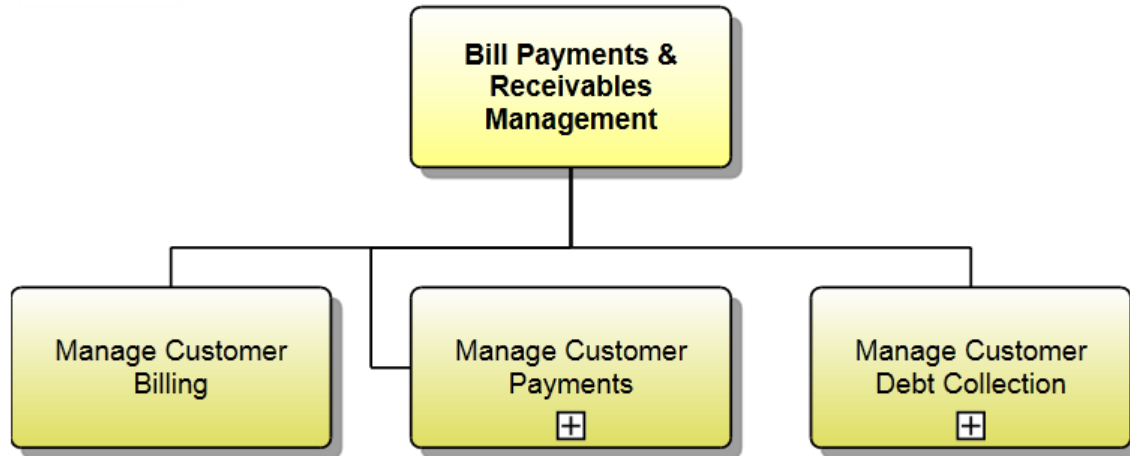 Bill Payments &
Receivables
Management
Manage Customer
Billing
Manage Customer
Payments
Manage Customer
Debt Collection